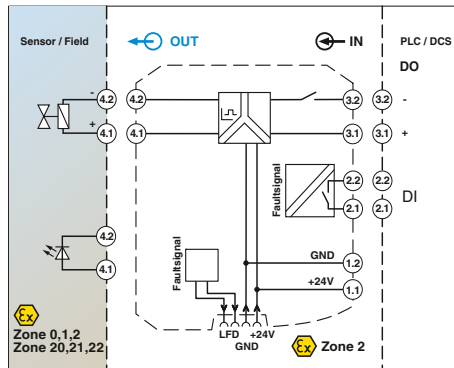 Sensor / Field
OUT
IN
PLC / DCS
DO
-
4.2
4.2
3.2
3.2
-
+
4.1
4.1
3.1
3.1
+
Faultsignal
2.2
2.2
DI
2.1
2.1
4.2
4.1
Faultsignal
GND
1.2
+24V
1.1
Ex
Zone 0,1,2
Zone 20,21,22
LFD
+24V
GND
Ex
Zone 2